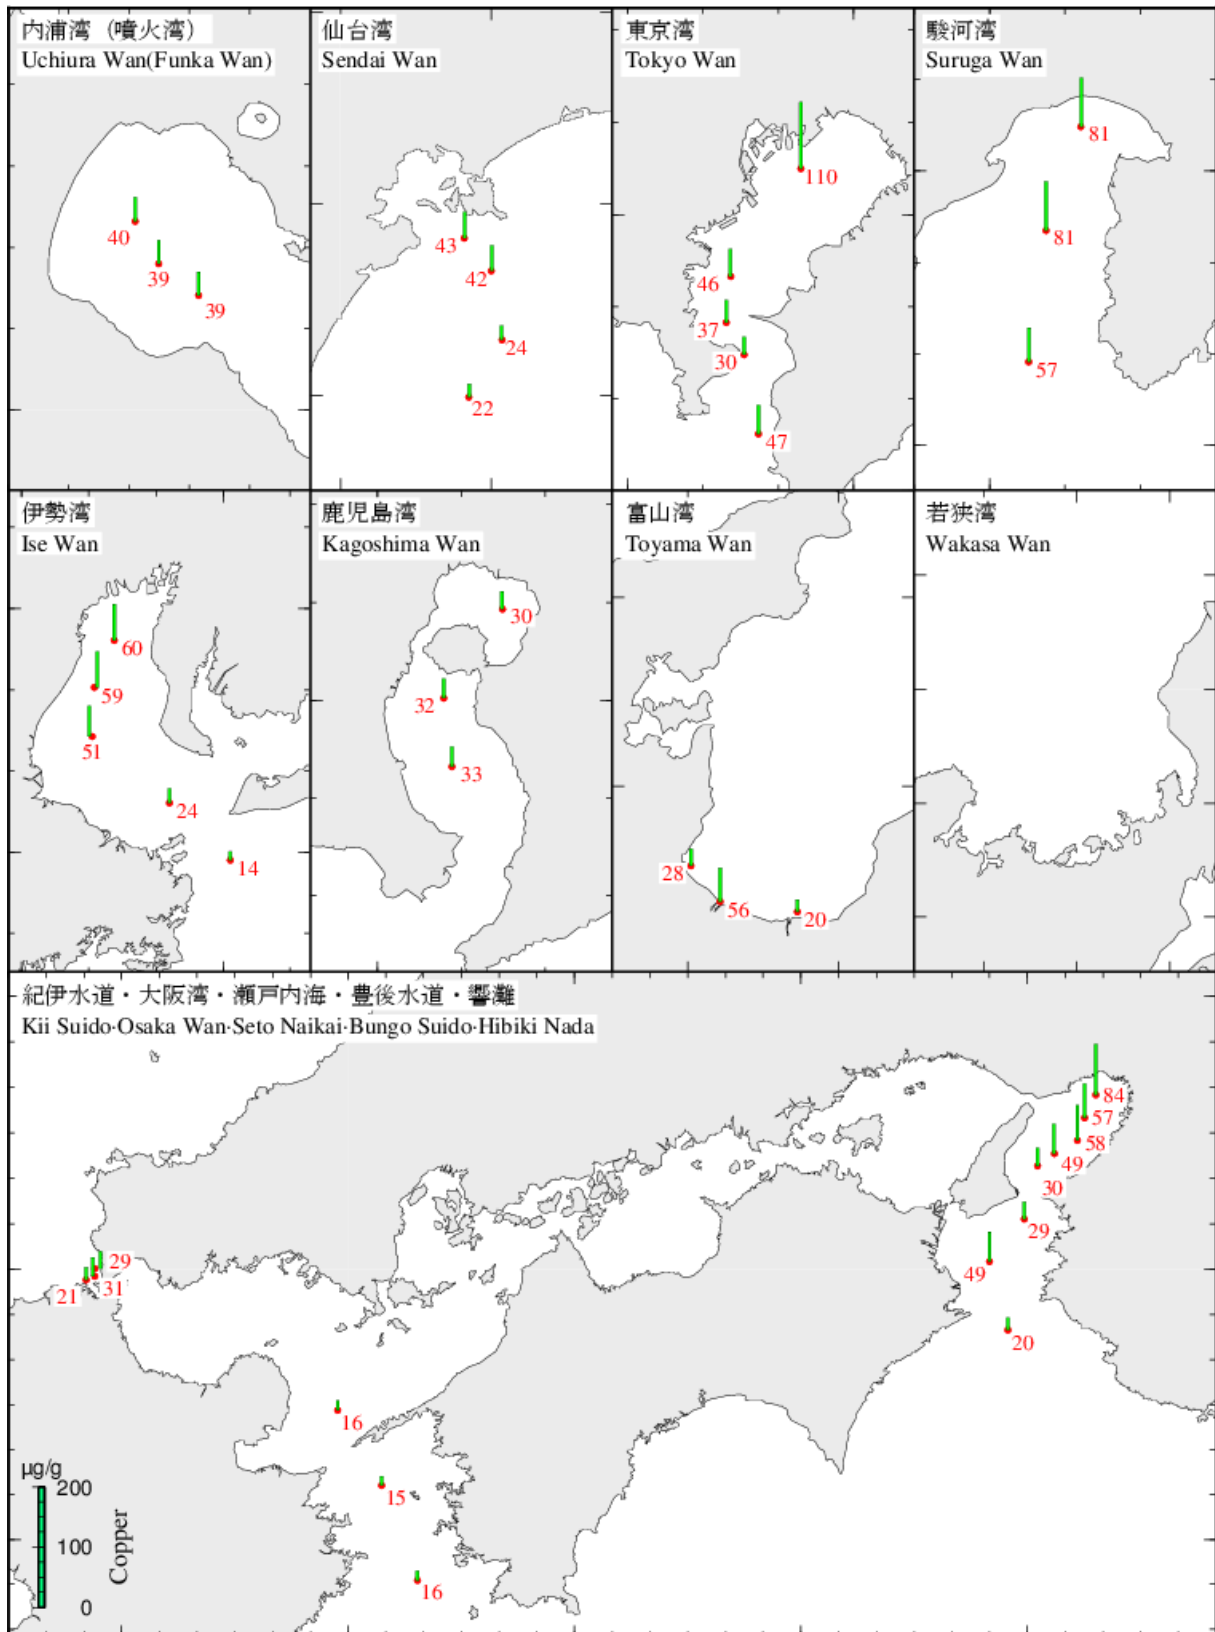 内浦湾（噴火湾）
Uchiura Wan(Funka Wan)
40
39
39
仙台湾
Sendai Wan
43
42
24
22
東京湾
Tokyo Wan
110
46
37
30
47
駿河湾
Suruga Wan
81
81
57
伊勢湾
Ise Wan
60
59
51
24
14
鹿児島湾
Kagoshima Wan
30
32
33
富山湾
Toyama Wan
28
56
20
若狭湾
Wakasa Wan
紀伊水道・大阪湾・瀬戸内海・豊後水道・響灘
Kii Suido·Osaka Wan·Seto Naikai·Bungo Suido·Hibiki Nada
84
57
58
49
30
29
49
20
29
31
21
16
15
16
µg/g
200
100
0
Copper